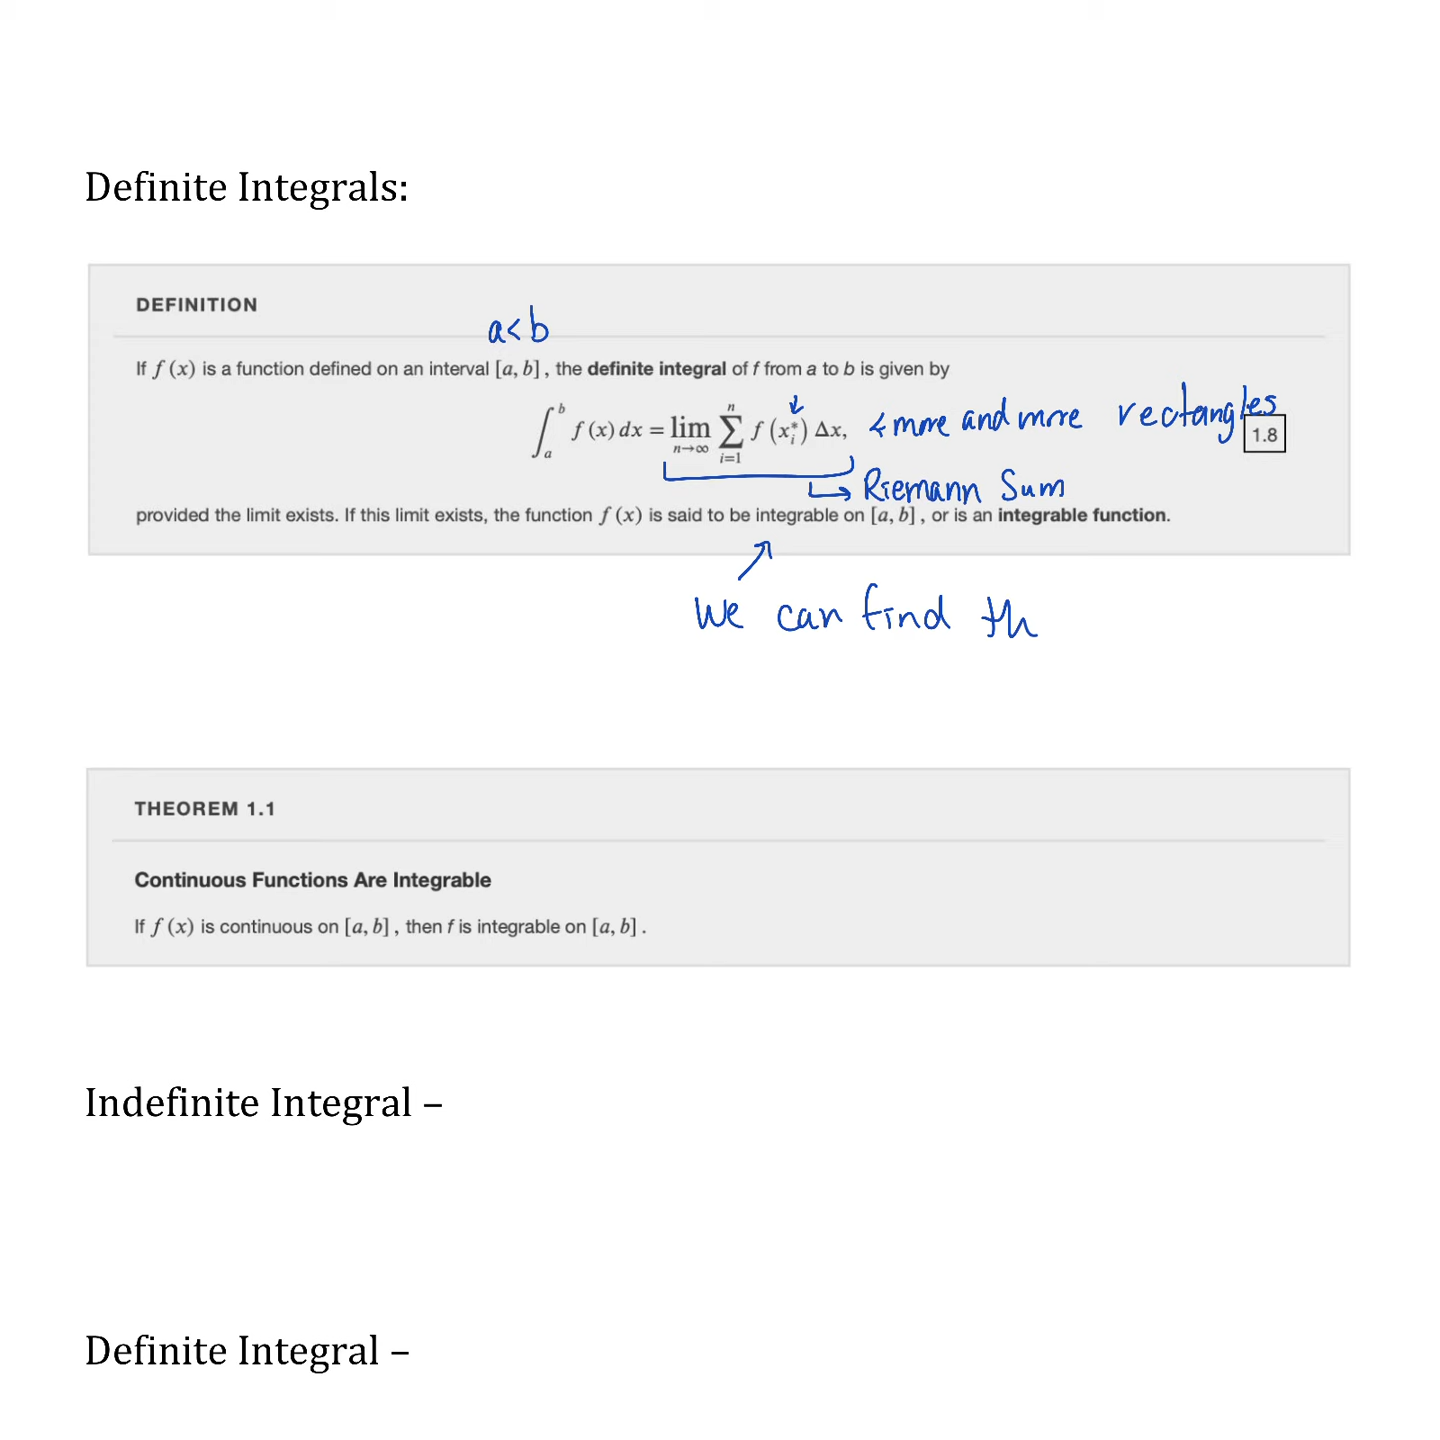 Definite Integrals:
DEFINITION
a<b
If f (x) is a function defined on an interval [a, b] , the definite integral of f from a to b is given by
∫_a^b f (x) dx = lim_{n→∞} ∑_{i=1}^{n} f (x_i^*) Δx, ← more and more rectangles
1.8
↳ Riemann Sum
provided the limit exists. If this limit exists, the function f (x) is said to be integrable on [a, b] , or is an integrable function.
we can find th
THEOREM 1.1
Continuous Functions Are Integrable
If f (x) is continuous on [a, b] , then f is integrable on [a, b] .
Indefinite Integral –
Definite Integral –